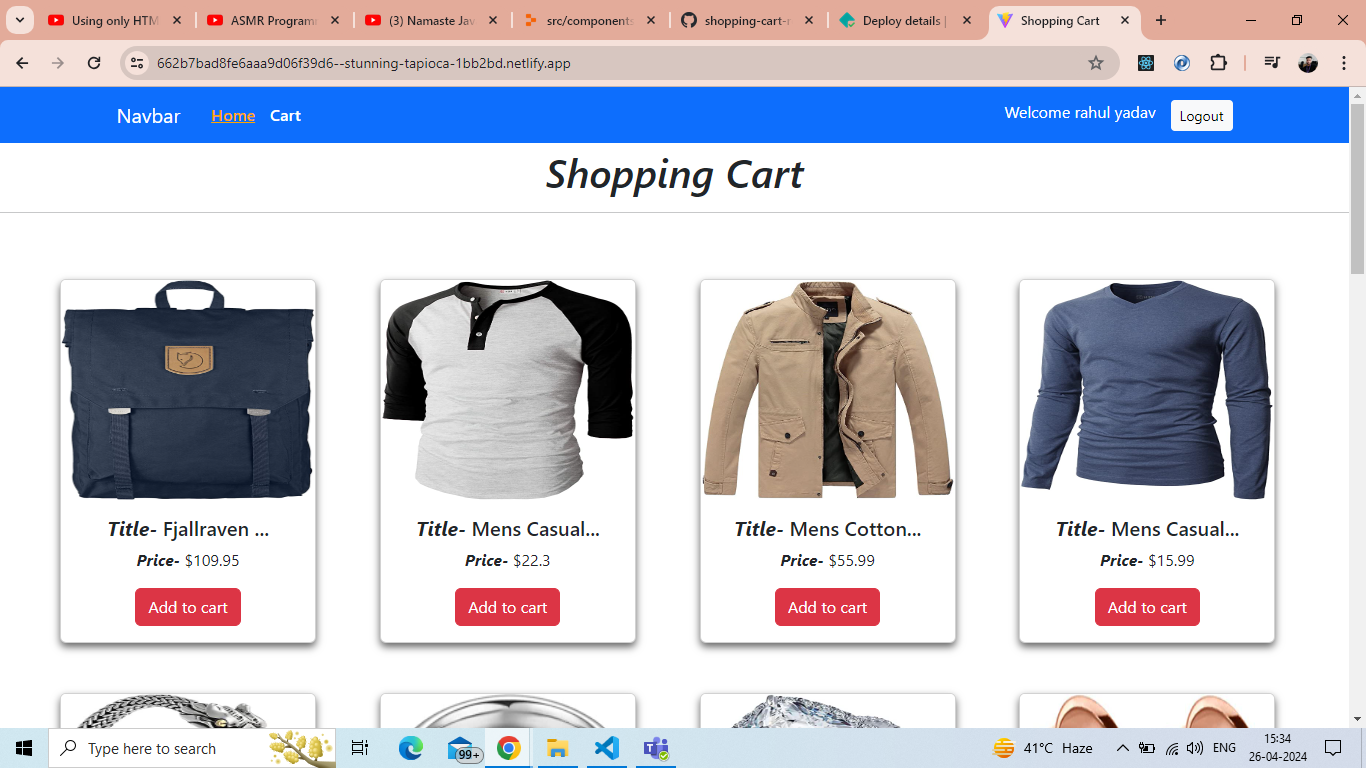 Using only HTM
ASMR Programm
(3) Namaste Jav
src/components
shopping-cart-r
Deploy details |
Shopping Cart
662b7bad8fe6aaa9d06f39d6--stunning-tapioca-1bb2bd.netlify.app
Navbar Home Cart Welcome rahul yadav Logout
Shopping Cart
Title- Fjallraven ...
Price- $109.95
Add to cart
Title- Mens Casual...
Price- $22.3
Add to cart
Title- Mens Cotton...
Price- $55.99
Add to cart
Title- Mens Casual...
Price- $15.99
Add to cart
Type here to search
99+
41°C Haze
ENG
15:34
26-04-2024